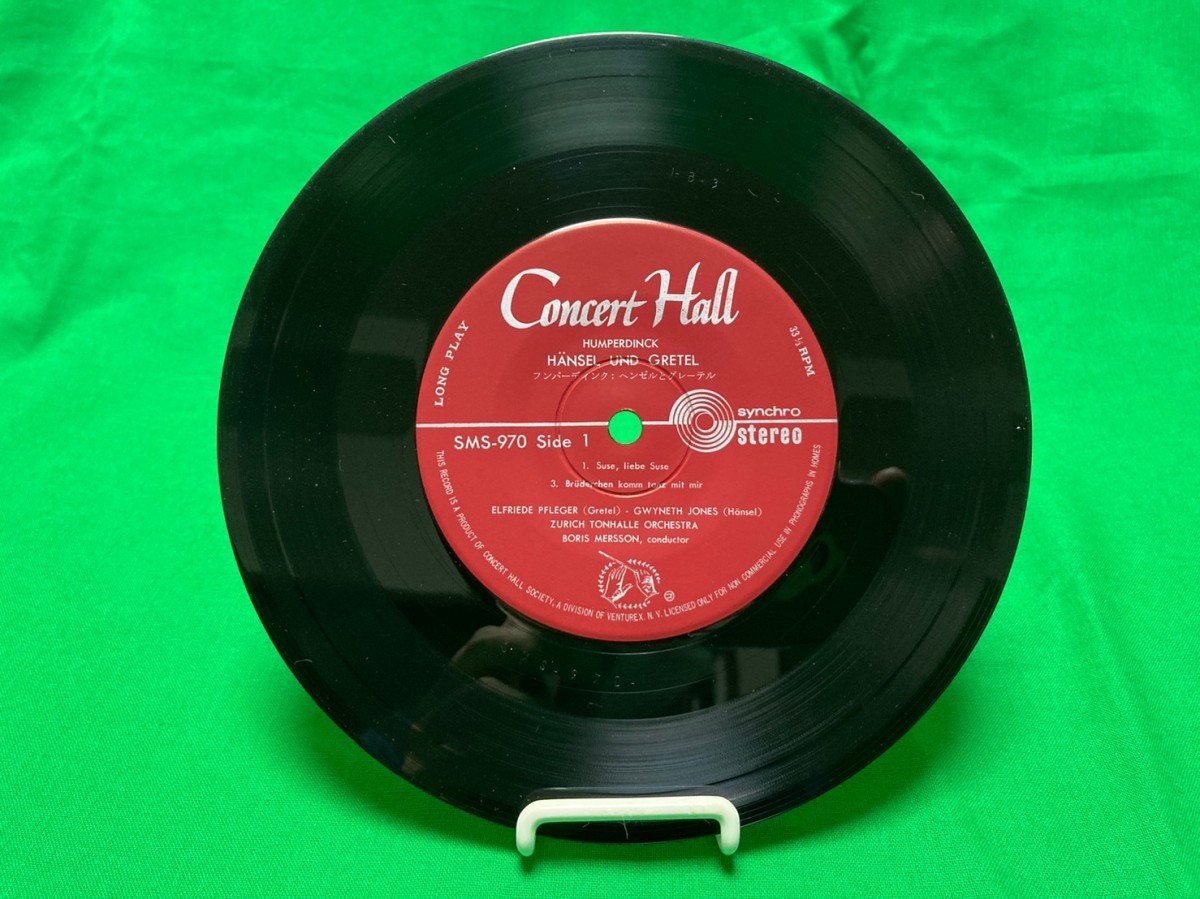 Concert Hall
LONG PLAY
33 1/3 RPM
HUMPERDINCK
HÄNSEL UND GRETEL
フンパーディンク：ヘンゼルとグレーテル
synchro
stereo
SMS-970 Side 1
1. Suse, liebe Suse
3. Brüderchen komm tanz mit mir
ELFRIEDE PFLEGER (Gretel) - GWYNETH JONES (Hänsel)
ZURICH TONHALLE ORCHESTRA
BORIS MERSSON, conductor
THIS RECORD IS A PRODUCT OF CONCERT HALL SOCIETY, A DIVISION OF VENTUREX. N. V. LICENSED ONLY FOR NON COMMERCIAL USE IN PHONOGRAPHS IN HOMES
1-B-3